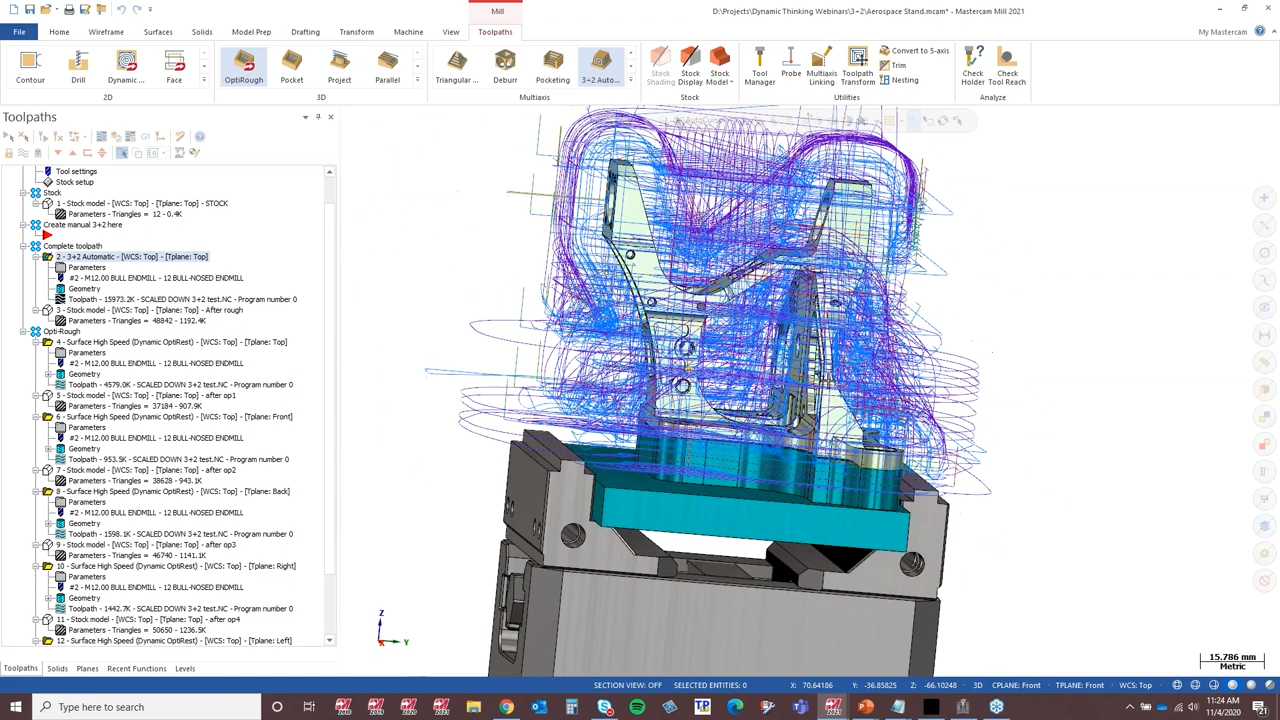 Mill
D:\Projects\Dynamic Thinking Webinars\3+2\Aerospace Stand.mcam* - Mastercam Mill 2021
File Home Wireframe Surfaces Solids Model Prep Drafting Transform Machine View Toolpaths My Mastercam
Contour Drill Dynamic ... Face OptiRough Pocket Project Parallel Triangular ... Deburr Pocketing 3+2 Auto... Stock Shading Stock Display Stock Model Tool Manager Probe Multiaxis Linking Toolpath Transform Convert to 5-axis Trim Nesting Check Holder Check Tool Reach
2D 3D Multiaxis Stock Utilities Analyze
Toolpaths
G1
Tool settings
Stock setup
Stock
1 - Stock model - [WCS: Top] - [Tplane: Top] - STOCK
Parameters - Triangles = 12 - 0.4K
Create manual 3+2 here
Complete toolpath
2 - 3+2 Automatic - [WCS: Top] - [Tplane: Top]
Parameters
#2 - M12.00 BULL ENDMILL - 12 BULL-NOSED ENDMILL
Geometry
Toolpath - 15973.2K - SCALED DOWN 3+2 test.NC - Program number 0
3 - Stock model - [WCS: Top] - [Tplane: Top] - After rough
Parameters - Triangles = 48842 - 1192.4K
Opti-Rough
4 - Surface High Speed (Dynamic OptiRest) - [WCS: Top] - [Tplane: Top]
Parameters
#2 - M12.00 BULL ENDMILL - 12 BULL-NOSED ENDMILL
Geometry
Toolpath - 4579.0K - SCALED DOWN 3+2 test.NC - Program number 0
5 - Stock model - [WCS: Top] - [Tplane: Top] - after op1
Parameters - Triangles = 37184 - 907.9K
6 - Surface High Speed (Dynamic OptiRest) - [WCS: Top] - [Tplane: Front]
Parameters
#2 - M12.00 BULL ENDMILL - 12 BULL-NOSED ENDMILL
Geometry
Toolpath - 953.5K - SCALED DOWN 3+2 test.NC - Program number 0
7 - Stock model - [WCS: Top] - [Tplane: Top] - after op2
Parameters - Triangles = 38628 - 943.1K
8 - Surface High Speed (Dynamic OptiRest) - [WCS: Top] - [Tplane: Back]
Parameters
#2 - M12.00 BULL ENDMILL - 12 BULL-NOSED ENDMILL
Geometry
Toolpath - 1598.1K - SCALED DOWN 3+2 test.NC - Program number 0
9 - Stock model - [WCS: Top] - [Tplane: Top] - after op3
Parameters - Triangles = 46740 - 1141.1K
10 - Surface High Speed (Dynamic OptiRest) - [WCS: Top] - [Tplane: Right]
Parameters
#2 - M12.00 BULL ENDMILL - 12 BULL-NOSED ENDMILL
Geometry
Toolpath - 1442.7K - SCALED DOWN 3+2 test.NC - Program number 0
11 - Stock model - [WCS: Top] - [Tplane: Top] - after op4
Parameters - Triangles = 50650 - 1236.5K
12 - Surface High Speed (Dynamic OptiRest) - [WCS: Top] - [Tplane: Left]
Z
Y
15.786 mm
Metric
Toolpaths Solids Planes Recent Functions Levels
SECTION VIEW: OFF SELECTED ENTITIES: 0 X: 70.64186 Y: -36.85825 Z: -66.10248 3D CPLANE: Front TPLANE: Front WCS: Top
Type here to search
11:24 AM
11/4/2020